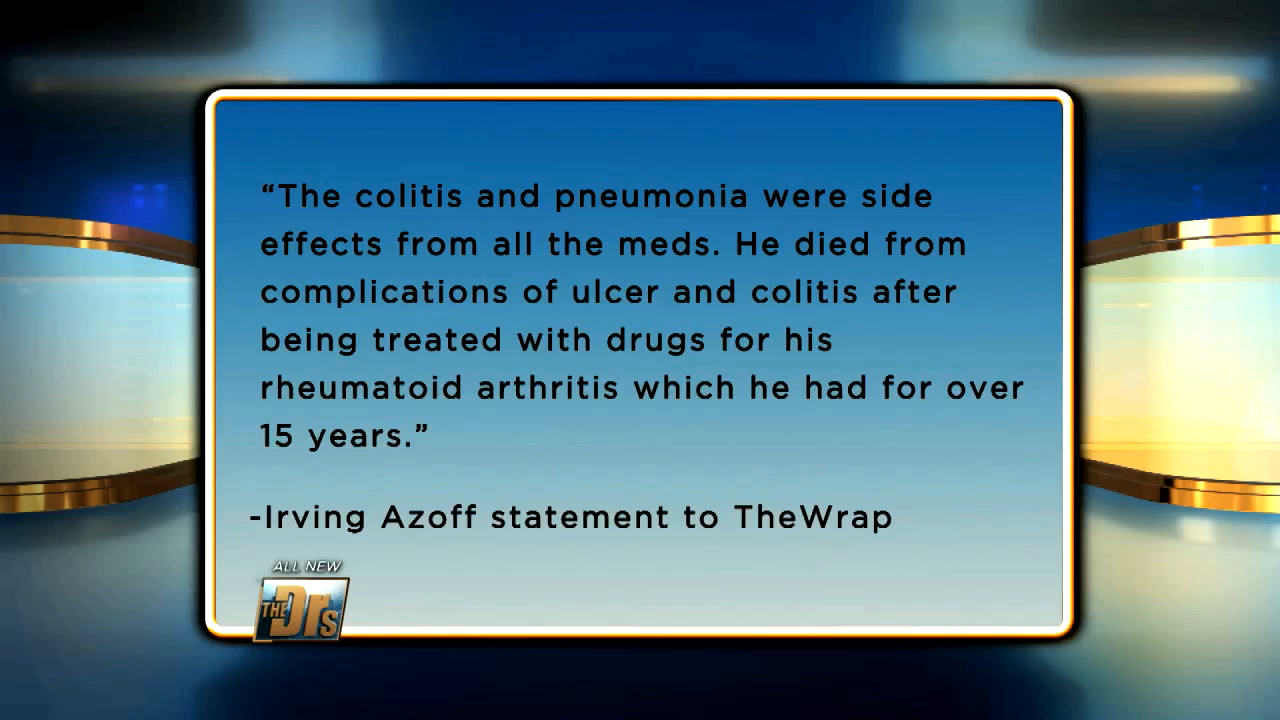 “The colitis and pneumonia were side
effects from all the meds. He died from
complications of ulcer and colitis after
being treated with drugs for his
rheumatoid arthritis which he had for over
15 years.”
-Irving Azoff statement to TheWrap
ALL NEW
THE Drs